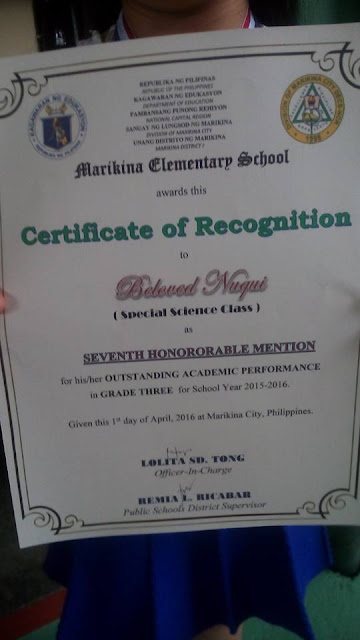 REPUBLIKA NG PILIPINAS
REPUBLIC OF THE PHILIPPINES
KAGAWARAN NG EDUKASYON
DEPARTMENT OF EDUCATION
PAMBANSANG PUNONG REHIYON
NATIONAL CAPITAL REGION
SANGAY NG LUNGSOD NG MARIKINA
DIVISION OF MARIKINA CITY
UNANG DISTRIYO NG MARIKINA
MARIKINA DISTRICT I
KAGAWARAN NG EDUKASYON
Marikina Elementary School
awards this
Certificate of Recognition
to
Beloved Nuqui
( Special Science Class )
as
SEVENTH HONORORABLE MENTION
for his/her OUTSTANDING ACADEMIC PERFORMANCE
in GRADE THREE for School Year 2015-2016.
Given this 1st day of April, 2016 at Marikina City, Philippines.
LOLITA SD. TONG
Officer-In-Charge
REMIA L. RICABAR
Public Schools District Supervisor